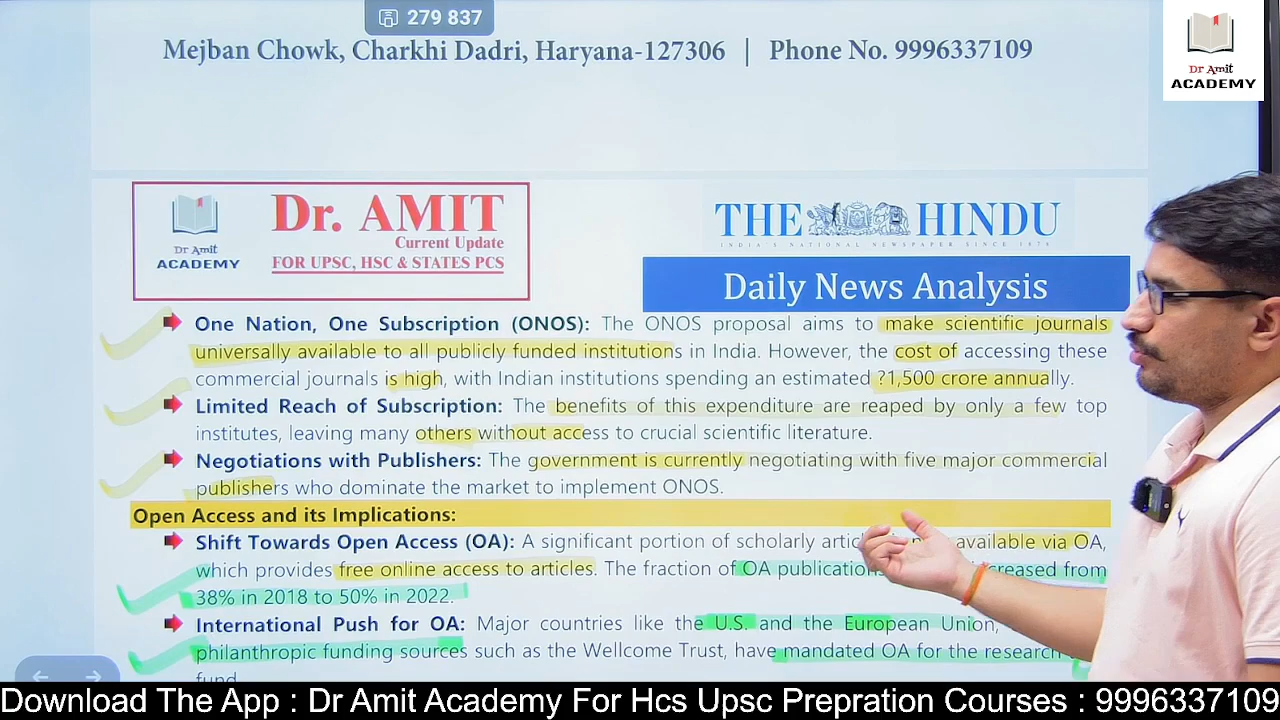 279 837
Mejban Chowk, Charkhi Dadri, Haryana-127306 | Phone No. 9996337109
Dr Amit
ACADEMY
Dr Amit
ACADEMY
Dr. AMIT
Current Update
FOR UPSC, HSC & STATES PCS
THE HINDU
INDIA'S NATIONAL NEWSPAPER SINCE 1878
Daily News Analysis
One Nation, One Subscription (ONOS): The ONOS proposal aims to make scientific journals
universally available to all publicly funded institutions in India. However, the cost of accessing these
commercial journals is high, with Indian institutions spending an estimated ?1,500 crore annually.
Limited Reach of Subscription: The benefits of this expenditure are reaped by only a few top
institutes, leaving many others without access to crucial scientific literature.
Negotiations with Publishers: The government is currently negotiating with five major commercial
publishers who dominate the market to implement ONOS.
Open Access and its Implications:
Shift Towards Open Access (OA): A significant portion of scholarly available via OA,
which provides free online access to articles. The fraction of OA from
38% in 2018 to 50% in 2022.
International Push for OA: Major countries like the U.S. and the European Union,
philanthropic funding sources such as the Wellcome Trust, have mandated OA for the research
fund
Download The App : Dr Amit Academy For Hcs Upsc Prepration Courses : 9996337109